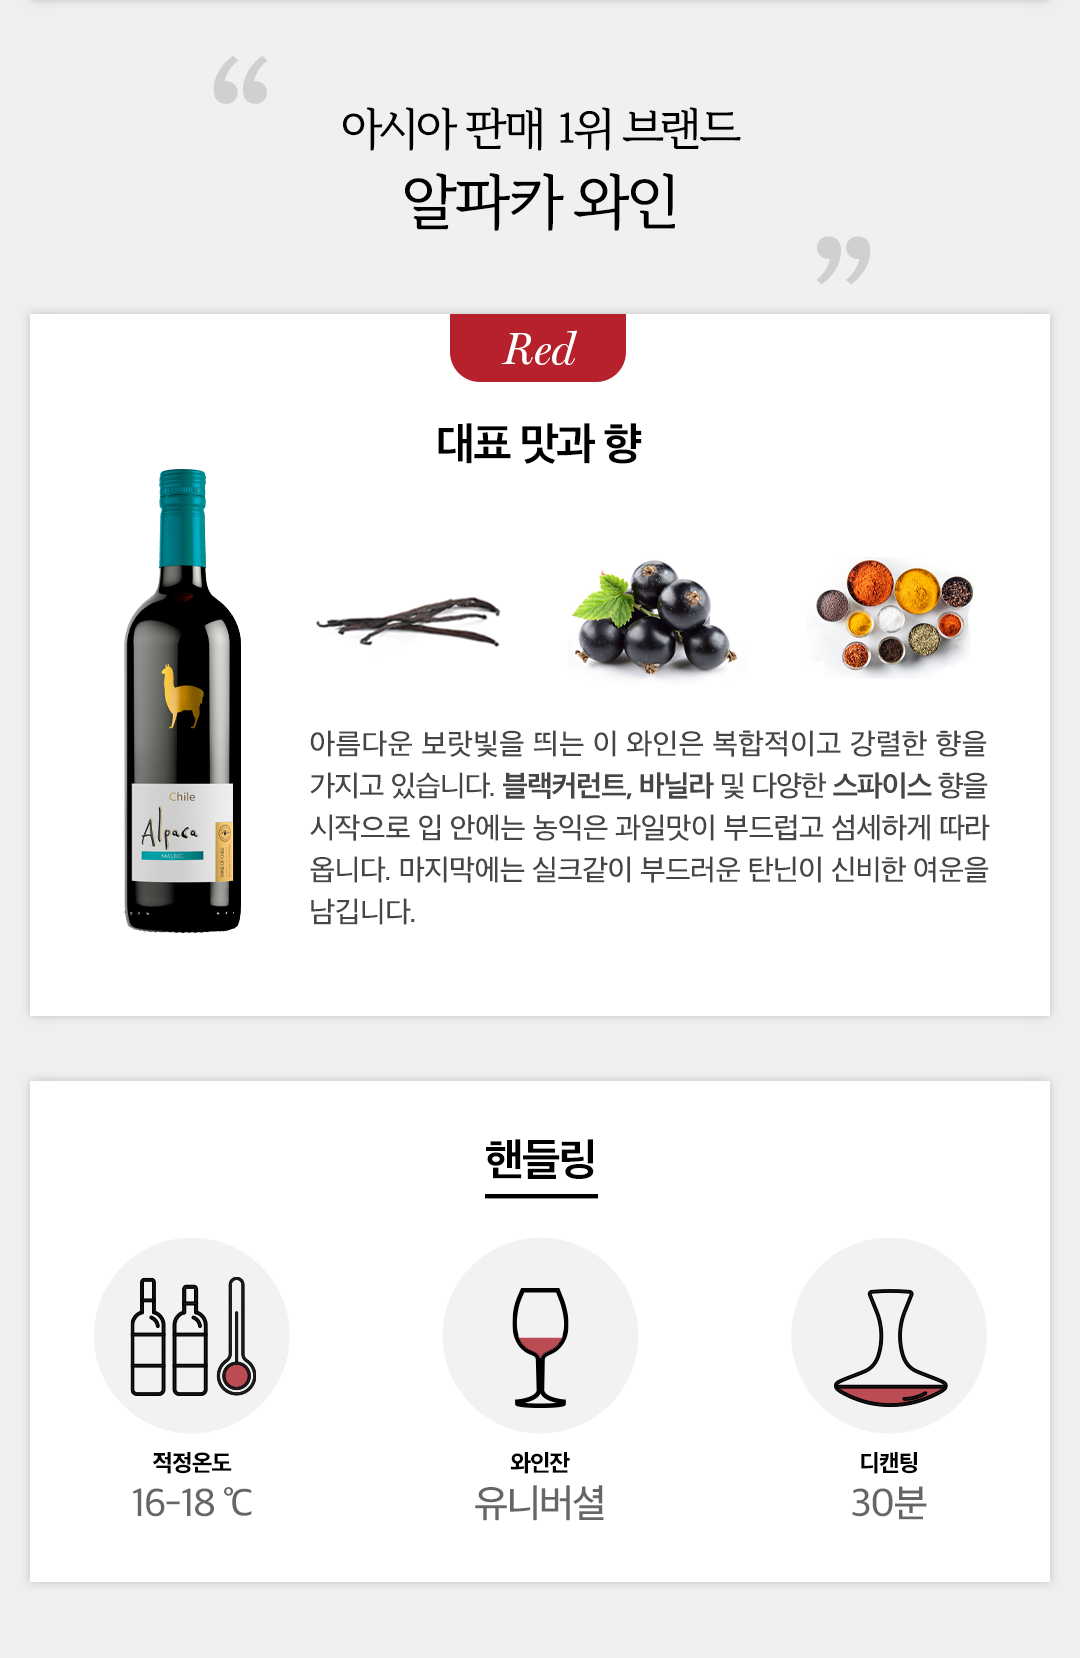 “
아시아 판매 1위 브랜드
알파카 와인
”
Red
대표 맛과 향
Chile
Alpaca
MALBEC
WINE OF CHILE
아름다운 보랏빛을 띄는 이 와인은 복합적이고 강렬한 향을
가지고 있습니다. 블랙커런트, 바닐라 및 다양한 스파이스 향을
시작으로 입 안에는 농익은 과일맛이 부드럽고 섬세하게 따라
옵니다. 마지막에는 실크같이 부드러운 탄닌이 신비한 여운을
남깁니다.
핸들링
적정온도
16-18 ℃
와인잔
유니버셜
디캔팅
30분